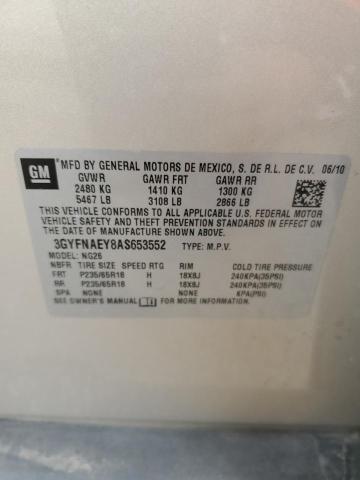 GM
MFD BY GENERAL MOTORS DE MEXICO, S. DE R.L. DE C.V. 06/10
GVWR GAWR FRT GAWR RR
2480 KG 1410 KG 1300 KG
5467 LB 3108 LB 2866 LB
THIS VEHICLE CONFORMS TO ALL APPLICABLE U.S. FEDERAL MOTOR
VEHICLE SAFETY AND THEFT PREVENTION STANDARDS IN EFFECT ON
THE DATE OF MANUFACTURE SHOWN ABOVE.
3GYFNAEY8AS653552 TYPE: M.P.V.
MODEL: NG26
NBFR TIRE SIZE SPEED RTG RIM COLD TIRE PRESSURE
FRT P235/65R18 H 18X8J 240KPA(35PSI)
RR P235/65R18 H 18X8J 240KPA(35PSI)
SPA NONE NONE KPA(PSI)
SEE OWNER'S MANUAL FOR MORE INFORMATION.